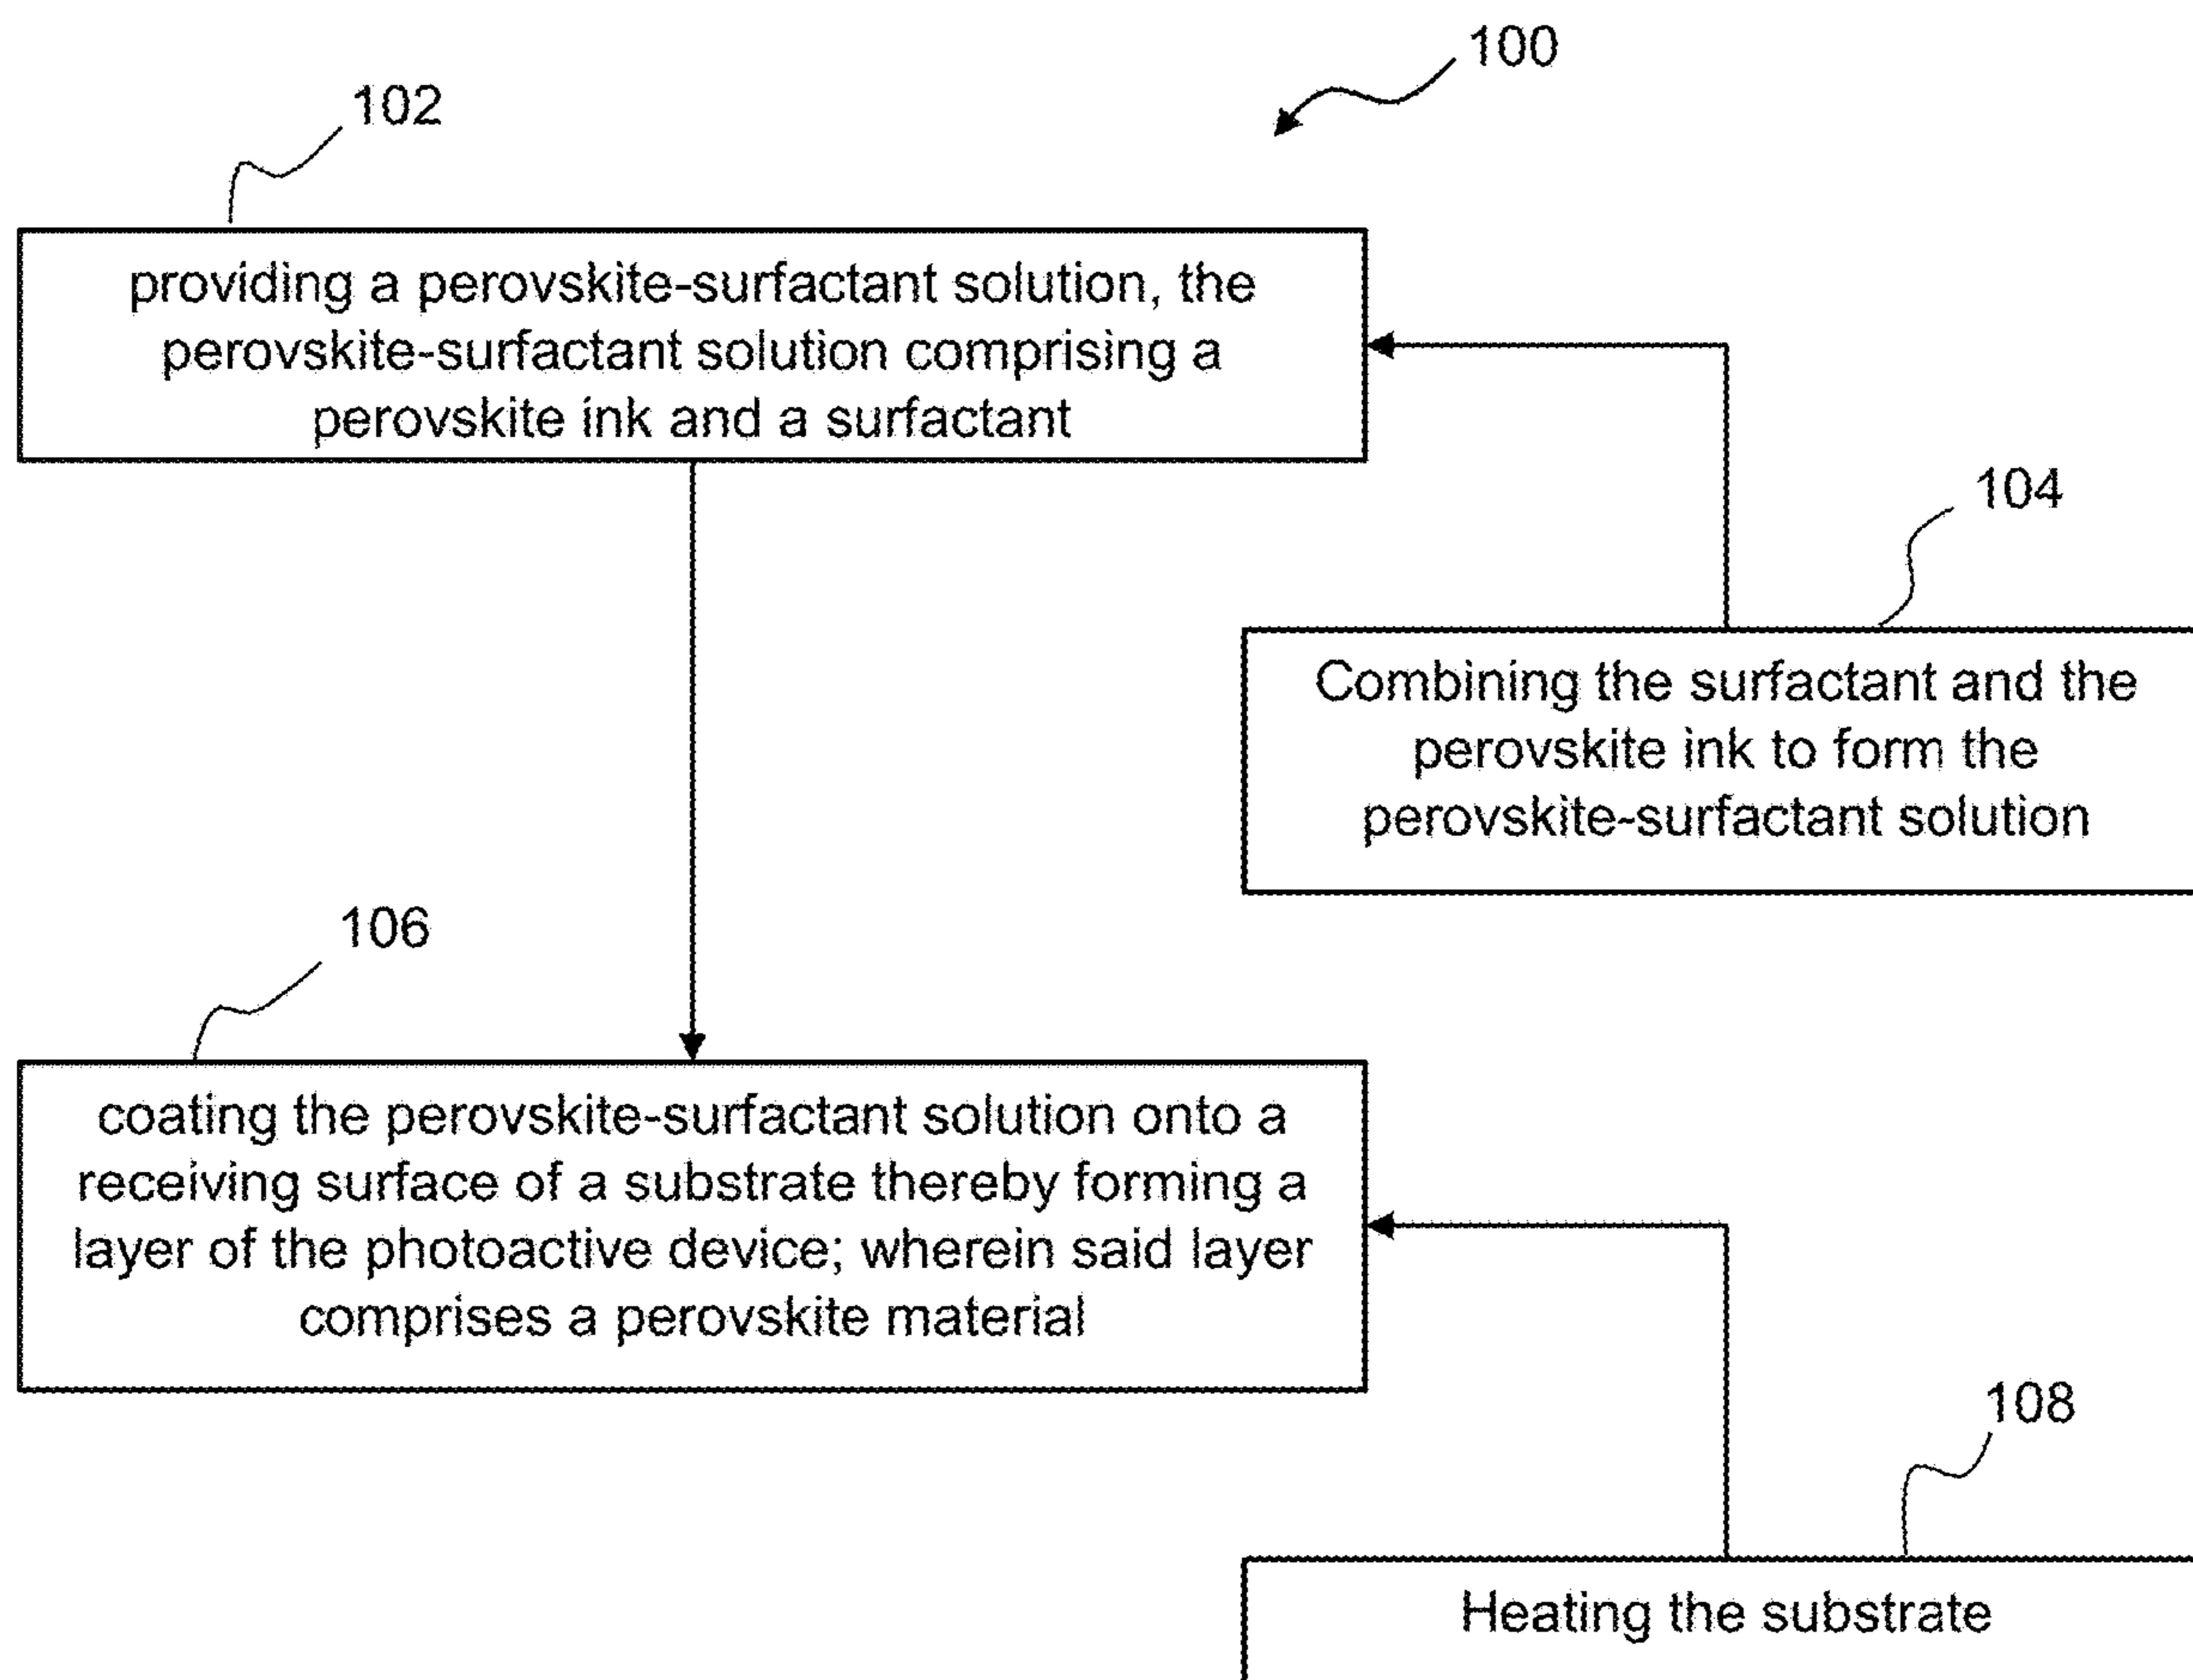 100
102
providing a perovskite-surfactant solution, the
perovskite-surfactant solution comprising a
perovskite ink and a surfactant
104
Combining the surfactant and the
perovskite ink to form the
perovskite-surfactant solution
106
coating the perovskite-surfactant solution onto a
receiving surface of a substrate thereby forming a
layer of the photoactive device; wherein said layer
comprises a perovskite material
108
Heating the substrate